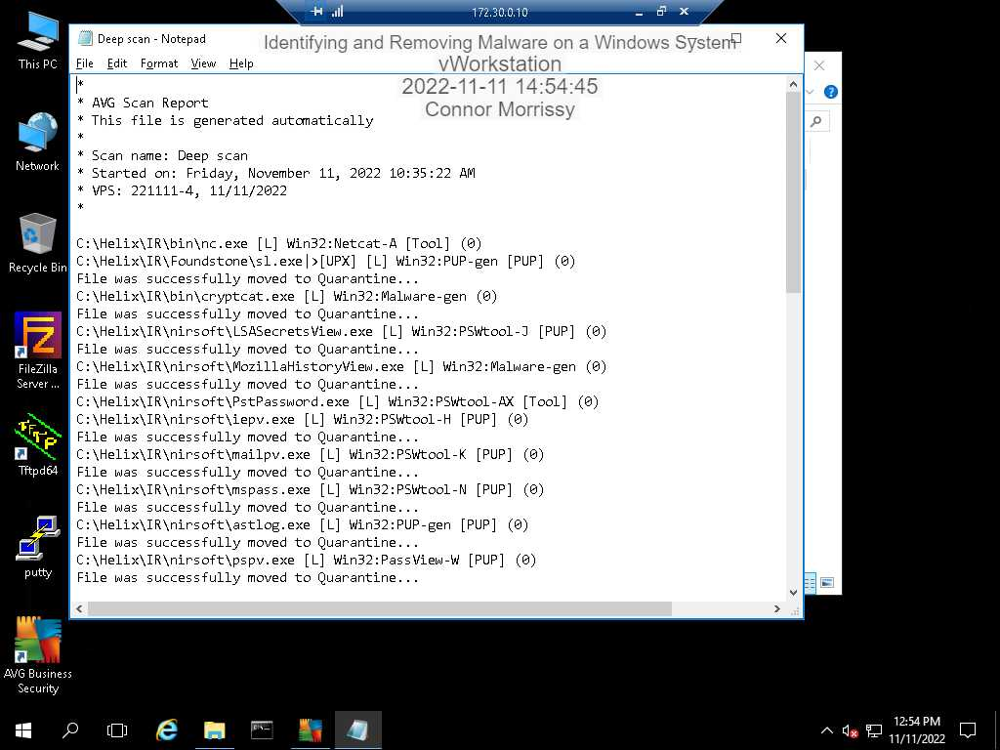 172.30.0.10
This PC
Network
Recycle Bin
FileZilla
Server ...
Tftpd64
putty
AVG Business
Security
Deep scan - Notepad
Identifying and Removing Malware on a Windows System
vWorkstation
2022-11-11 14:54:45
Connor Morrissy
File Edit Format View Help
*
* AVG Scan Report
* This file is generated automatically
*
* Scan name: Deep scan
* Started on: Friday, November 11, 2022 10:35:22 AM
* VPS: 221111-4, 11/11/2022
*
C:\Helix\IR\bin\nc.exe [L] Win32:Netcat-A [Tool] (0)
C:\Helix\IR\Foundstone\sl.exe|>[UPX] [L] Win32:PUP-gen [PUP] (0)
File was successfully moved to Quarantine...
C:\Helix\IR\bin\cryptcat.exe [L] Win32:Malware-gen (0)
File was successfully moved to Quarantine...
C:\Helix\IR\nirsoft\LSASecretsView.exe [L] Win32:PSWtool-J [PUP] (0)
File was successfully moved to Quarantine...
C:\Helix\IR\nirsoft\MozillaHistoryView.exe [L] Win32:Malware-gen (0)
File was successfully moved to Quarantine...
C:\Helix\IR\nirsoft\PstPassword.exe [L] Win32:PSWtool-AX [Tool] (0)
C:\Helix\IR\nirsoft\iepv.exe [L] Win32:PSWtool-H [PUP] (0)
File was successfully moved to Quarantine...
C:\Helix\IR\nirsoft\mailpv.exe [L] Win32:PSWtool-K [PUP] (0)
File was successfully moved to Quarantine...
C:\Helix\IR\nirsoft\mspass.exe [L] Win32:PSWtool-N [PUP] (0)
File was successfully moved to Quarantine...
C:\Helix\IR\nirsoft\astlog.exe [L] Win32:PUP-gen [PUP] (0)
File was successfully moved to Quarantine...
C:\Helix\IR\nirsoft\pspv.exe [L] Win32:PassView-W [PUP] (0)
File was successfully moved to Quarantine...
12:54 PM
11/11/2022